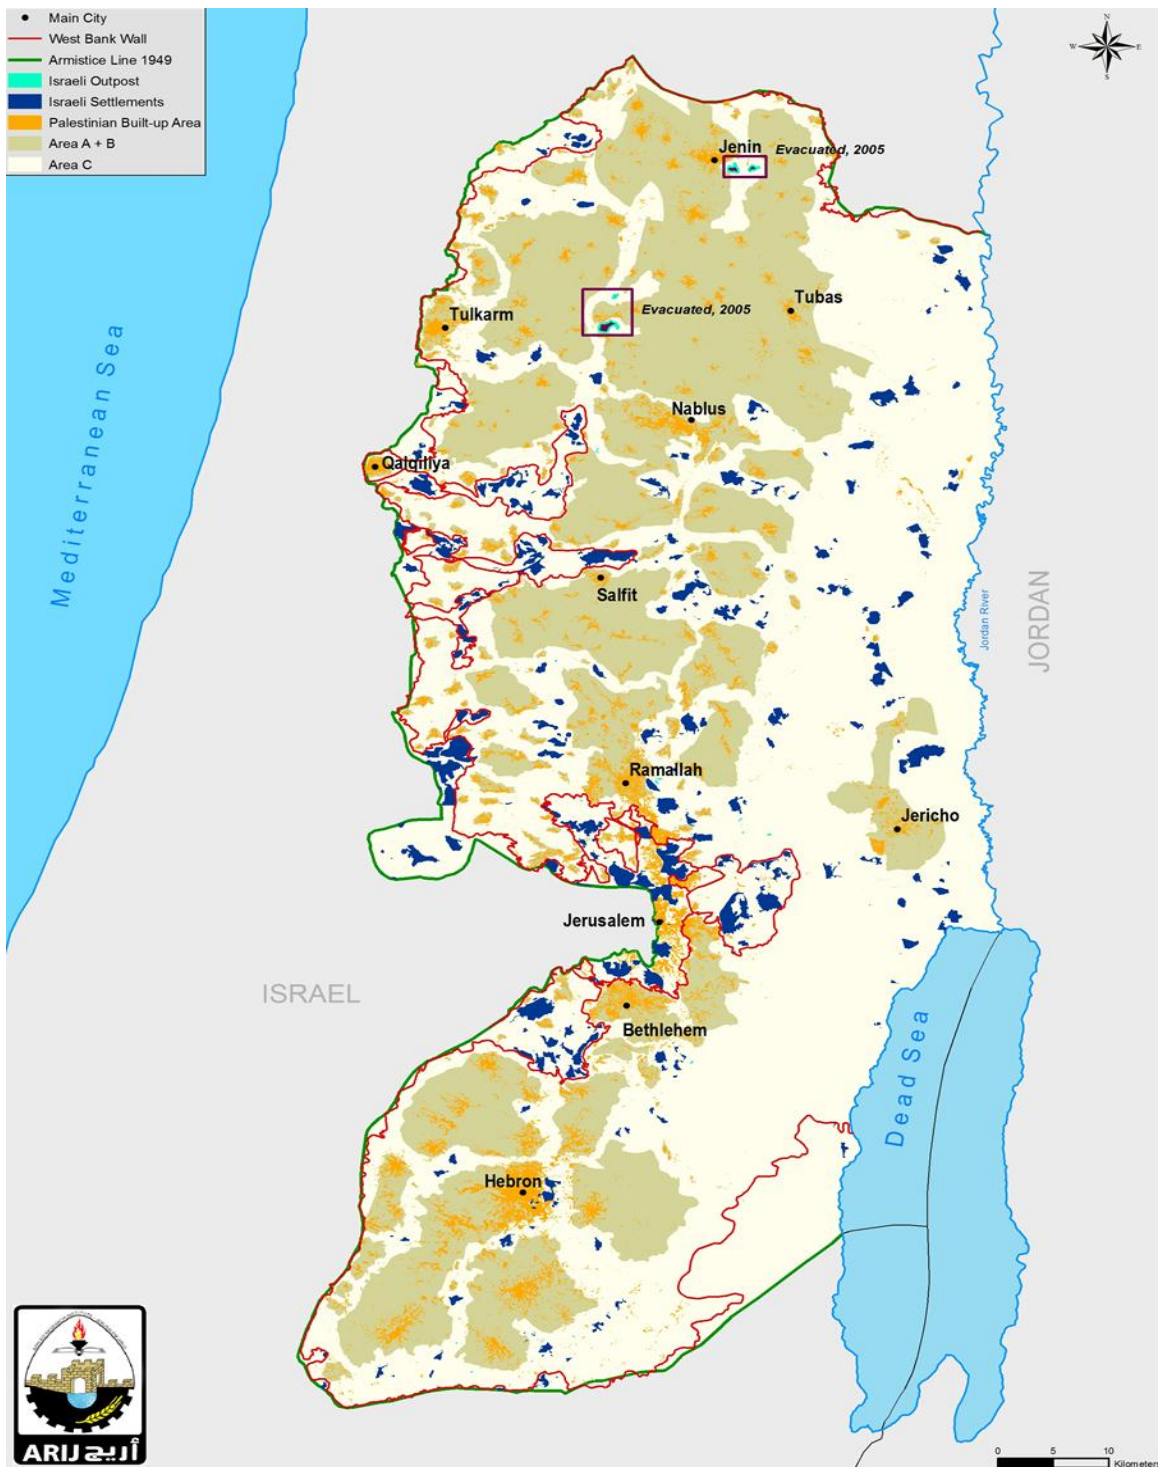 Main City
West Bank Wall
Armistice Line 1949
Israeli Outpost
Israeli Settlements
Palestinian Built-up Area
Area A + B
Area C
N
W
E
S
Jenin
Evacuated, 2005
Tulkarm
Evacuated, 2005
Tubas
Nablus
Qalqiliya
Mediterranean Sea
Salfit
JORDAN
Jordan River
Ramallah
Jericho
Jerusalem
ISRAEL
Bethlehem
Dead Sea
Hebron
ARIJ أريج
0 5 10
Kilometers